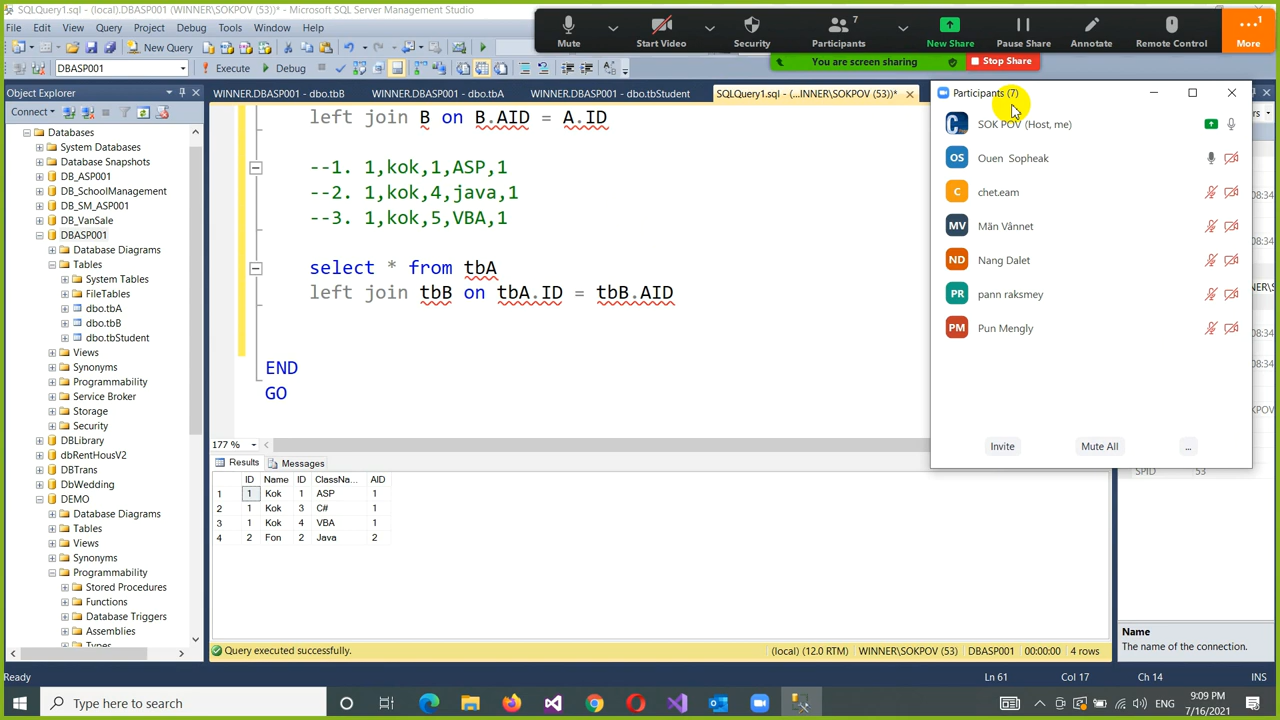 SQLQuery1.sql - (local).DBASP001 (WINNER\SOKPOV (53))* - Microsoft SQL Server Management Studio
File Edit View Query Project Debug Tools Window Help
New Query
DBASP001
Execute Debug
Mute
Start Video
Security
7
Participants
New Share
Pause Share
Annotate
Remote Control
1
More
You are screen sharing
Stop Share
Object Explorer
Connect
Databases
System Databases
Database Snapshots
DB_ASP001
DB_SchoolManagement
DB_SM_ASP001
DB_VanSale
DBASP001
Database Diagrams
Tables
System Tables
FileTables
dbo.tbA
dbo.tbB
dbo.tbStudent
Views
Synonyms
Programmability
Service Broker
Storage
Security
DBLibrary
dbRentHousV2
DBTrans
DbWedding
DEMO
Database Diagrams
Tables
Views
Synonyms
Programmability
Stored Procedures
Functions
Database Triggers
Assemblies
Types
WINNER.DBASP001 - dbo.tbB
WINNER.DBASP001 - dbo.tbA
WINNER.DBASP001 - dbo.tbStudent
SQLQuery1.sql - (...INNER\SOKPOV (53))*
left join B on B.AID = A.ID
--1. 1,kok,1,ASP,1
--2. 1,kok,4,java,1
--3. 1,kok,5,VBA,1
select * from tbA
left join tbB on tbA.ID = tbB.AID
END
GO
177 %
Results Messages
ID Name ID ClassNa... AID
1 1 Kok 1 ASP 1
2 1 Kok 3 C# 1
3 1 Kok 4 VBA 1
4 2 Fon 2 Java 2
Query executed successfully.
(local) (12.0 RTM) WINNER\SOKPOV (53) DBASP001 00:00:00 4 rows
Participants (7)
SOK POV (Host, me)
OS Ouen Sopheak
C chet.eam
MV Măn Vânnet
ND Nang Dalet
PR pann raksmey
PM Pun Mengly
Invite
Mute All
...
SPID 53
Name
The name of the connection.
Ready
Ln 61 Col 17 Ch 14 INS
Type here to search
ENG
9:09 PM
7/16/2021